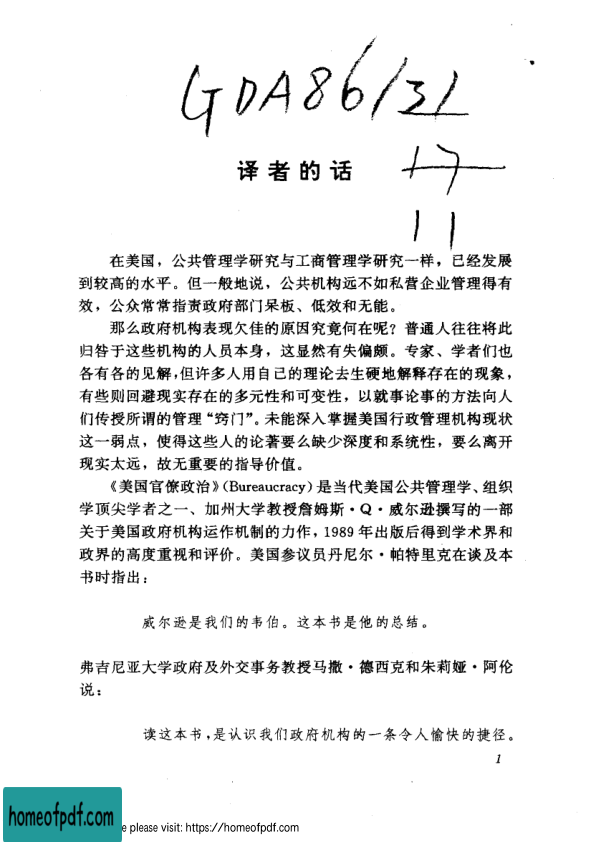 GDA86/31
17
11
译者的话
在美国，公共管理学研究与工商管理学研究一样，已经发展
到较高的水平。但一般地说，公共机构远不如私营企业管理得有
效，公众常常指责政府部门呆板、低效和无能。
那么政府机构表现欠佳的原因究竟何在呢？普通人往往将此
归咎于这些机构的人员本身，这显然有失偏颇。专家、学者们也
各有各的见解，但许多人用自己的理论去生硬地解释存在的现象，
有些则回避现实存在的多元性和可变性，以就事论事的方法向人
们传授所谓的管理“窍门”。未能深入掌握美国行政管理机构现状
这一弱点，使得这些人的论著要么缺少深度和系统性，要么离开
现实太远，故无重要的指导价值。
《美国官僚政治》(Bureaucracy) 是当代美国公共管理学、组织
学顶尖学者之一、加州大学教授詹姆斯·Q·威尔逊撰写的一部
关于美国政府机构运作机制的力作，1989 年出版后得到学术界和
政界的高度重视和评价。美国参议员丹尼尔·帕特里克在谈及本
书时指出：
威尔逊是我们的韦伯。这本书是他的总结。
弗吉尼亚大学政府及外交事务教授马撒·德西克和朱莉娅·阿伦
说：
读这本书，是认识我们政府机构的一条令人愉快的捷径。
1
homeofpdf.com
e please visit: https://homeofpdf.com